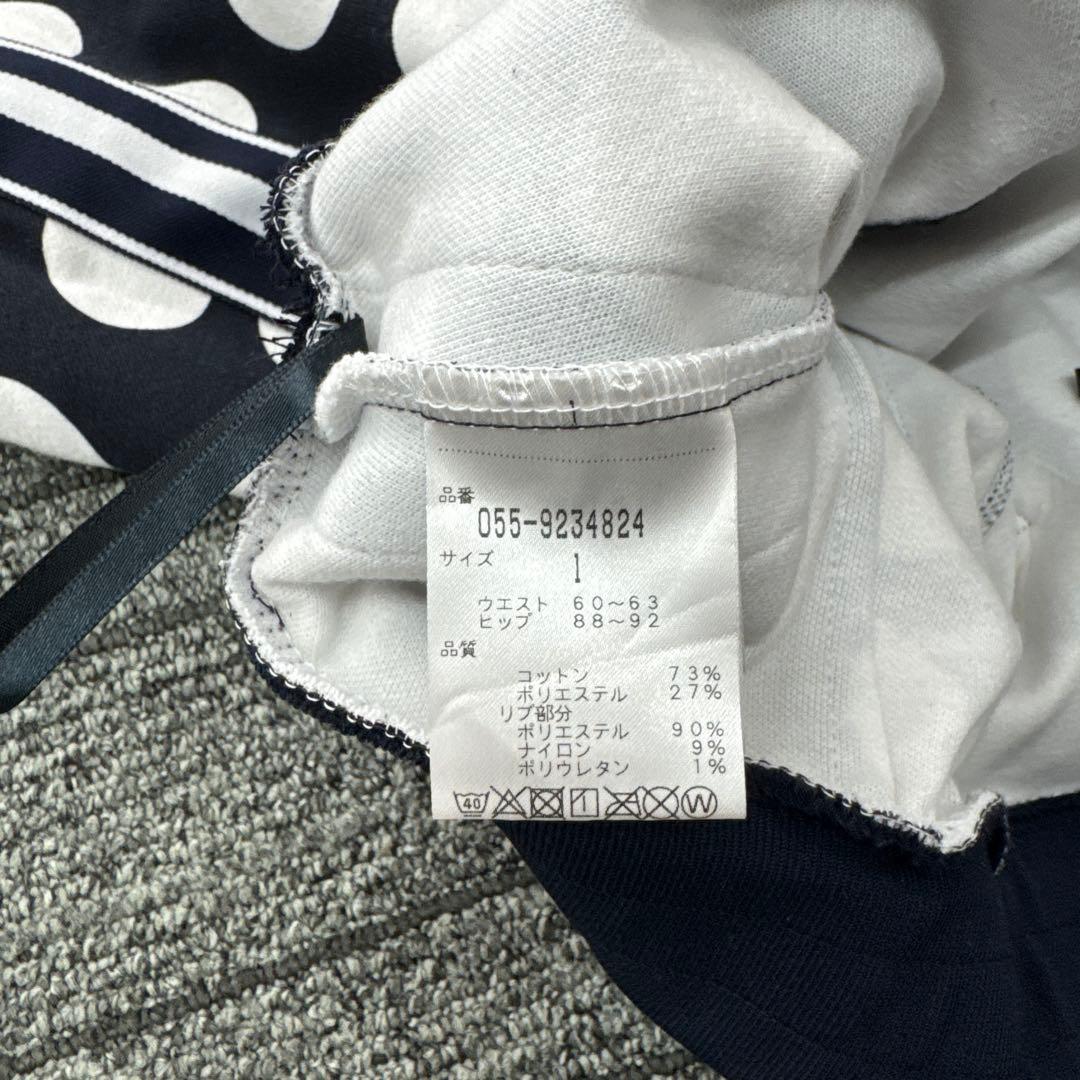 品番
055-9234824
サイズ
1
ウエスト 60～63
ヒップ 88～92
品質
コットン 73%
ポリエステル 27%
リブ部分
ポリエステル 90%
ナイロン 9%
ポリウレタン 1%
40 1 W